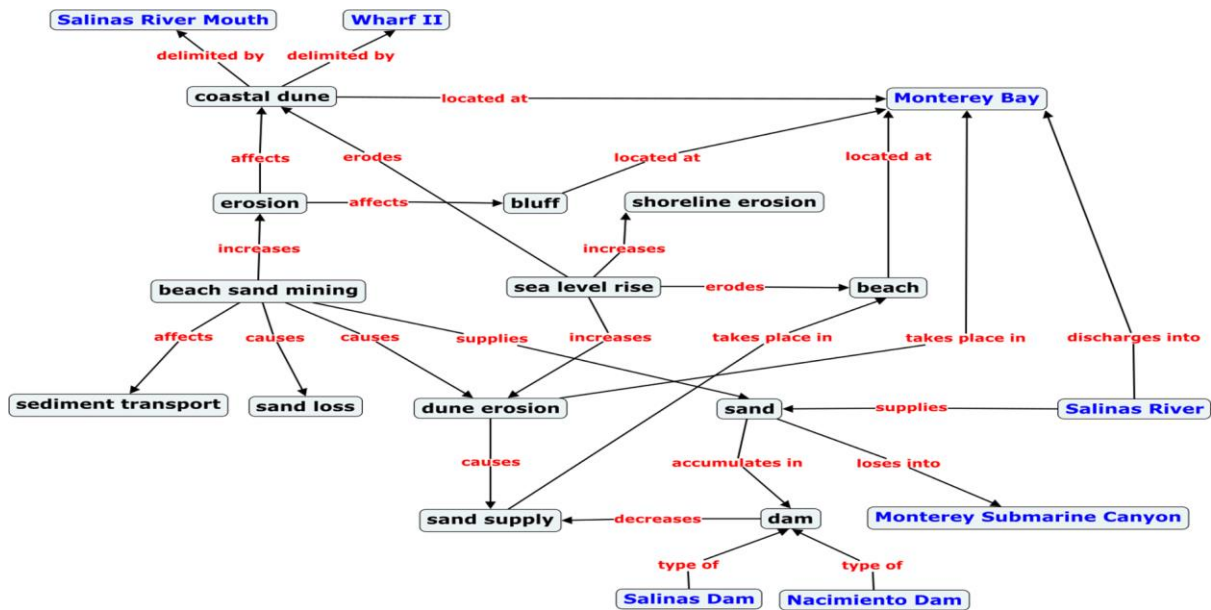 Salinas River Mouth
Wharf II
delimited by
delimited by
coastal dune
located at
Monterey Bay
affects
erodes
located at
located at
erosion
affects
bluff
shoreline erosion
increases
increases
beach sand mining
sea level rise
erodes
beach
affects
causes
causes
supplies
increases
takes place in
takes place in
discharges into
sediment transport
sand loss
dune erosion
sand
supplies
Salinas River
causes
accumulates in
loses into
sand supply
decreases
dam
Monterey Submarine Canyon
type of
type of
Salinas Dam
Nacimiento Dam